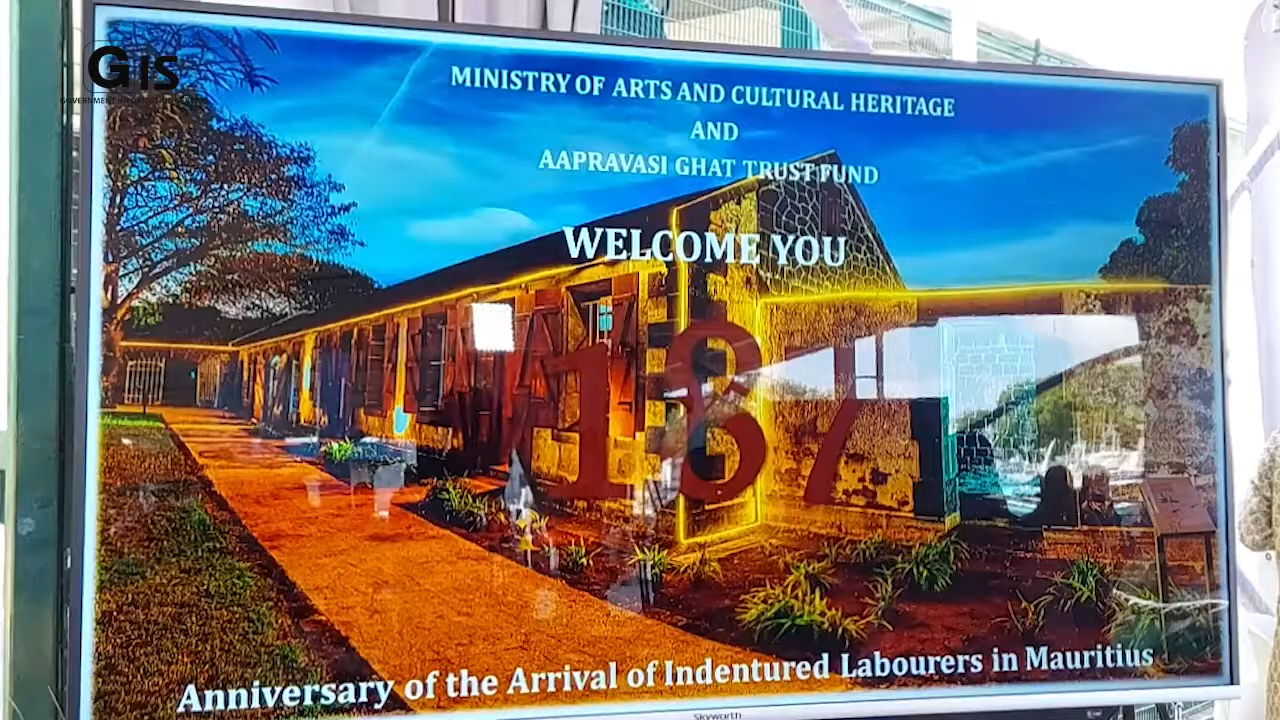 Gis
MINISTRY OF ARTS AND CULTURAL HERITAGE
AND
AAPRAVASI GHAT TRUST FUND
WELCOME YOU
187
Anniversary of the Arrival of Indentured Labourers in Mauritius
Skyworth